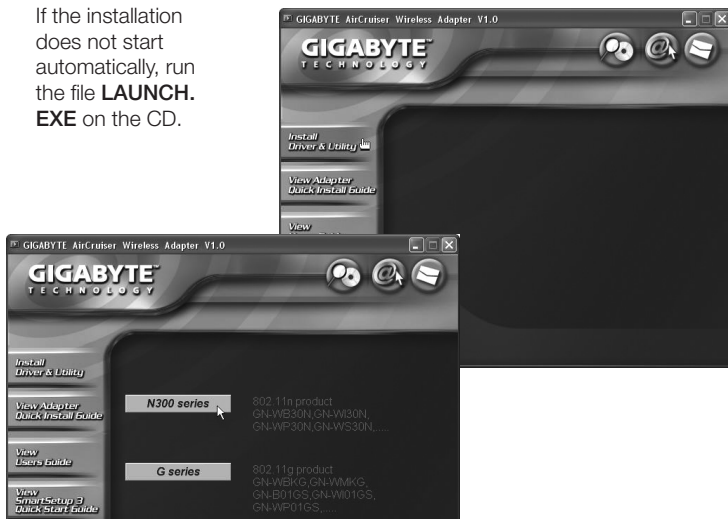 If the installation
does not start
automatically, run
the file LAUNCH.
EXE on the CD.
GIGABYTE AirCruiser Wireless Adapter V1.0
GIGABYTE™
TECHNOLOGY
Install
Driver & Utility
View Adapter
Quick Install Guide
View
GIGABYTE AirCruiser Wireless Adapter V1.0
GIGABYTE™
TECHNOLOGY
Install
Driver & Utility
View Adapter
Quick Install Guide
View
Users Guide
View
SmartSetup 3
Quick Start Guide
N300 series
802.11n product
GN-WB30N,GN-WI30N,
GN-WP30N,GN-WS30N,.....
G series
802.11g product
GN-WBKG,GN-WMKG,
GN-B01GS,GN-WI01GS,
GN-WP01GS,.....